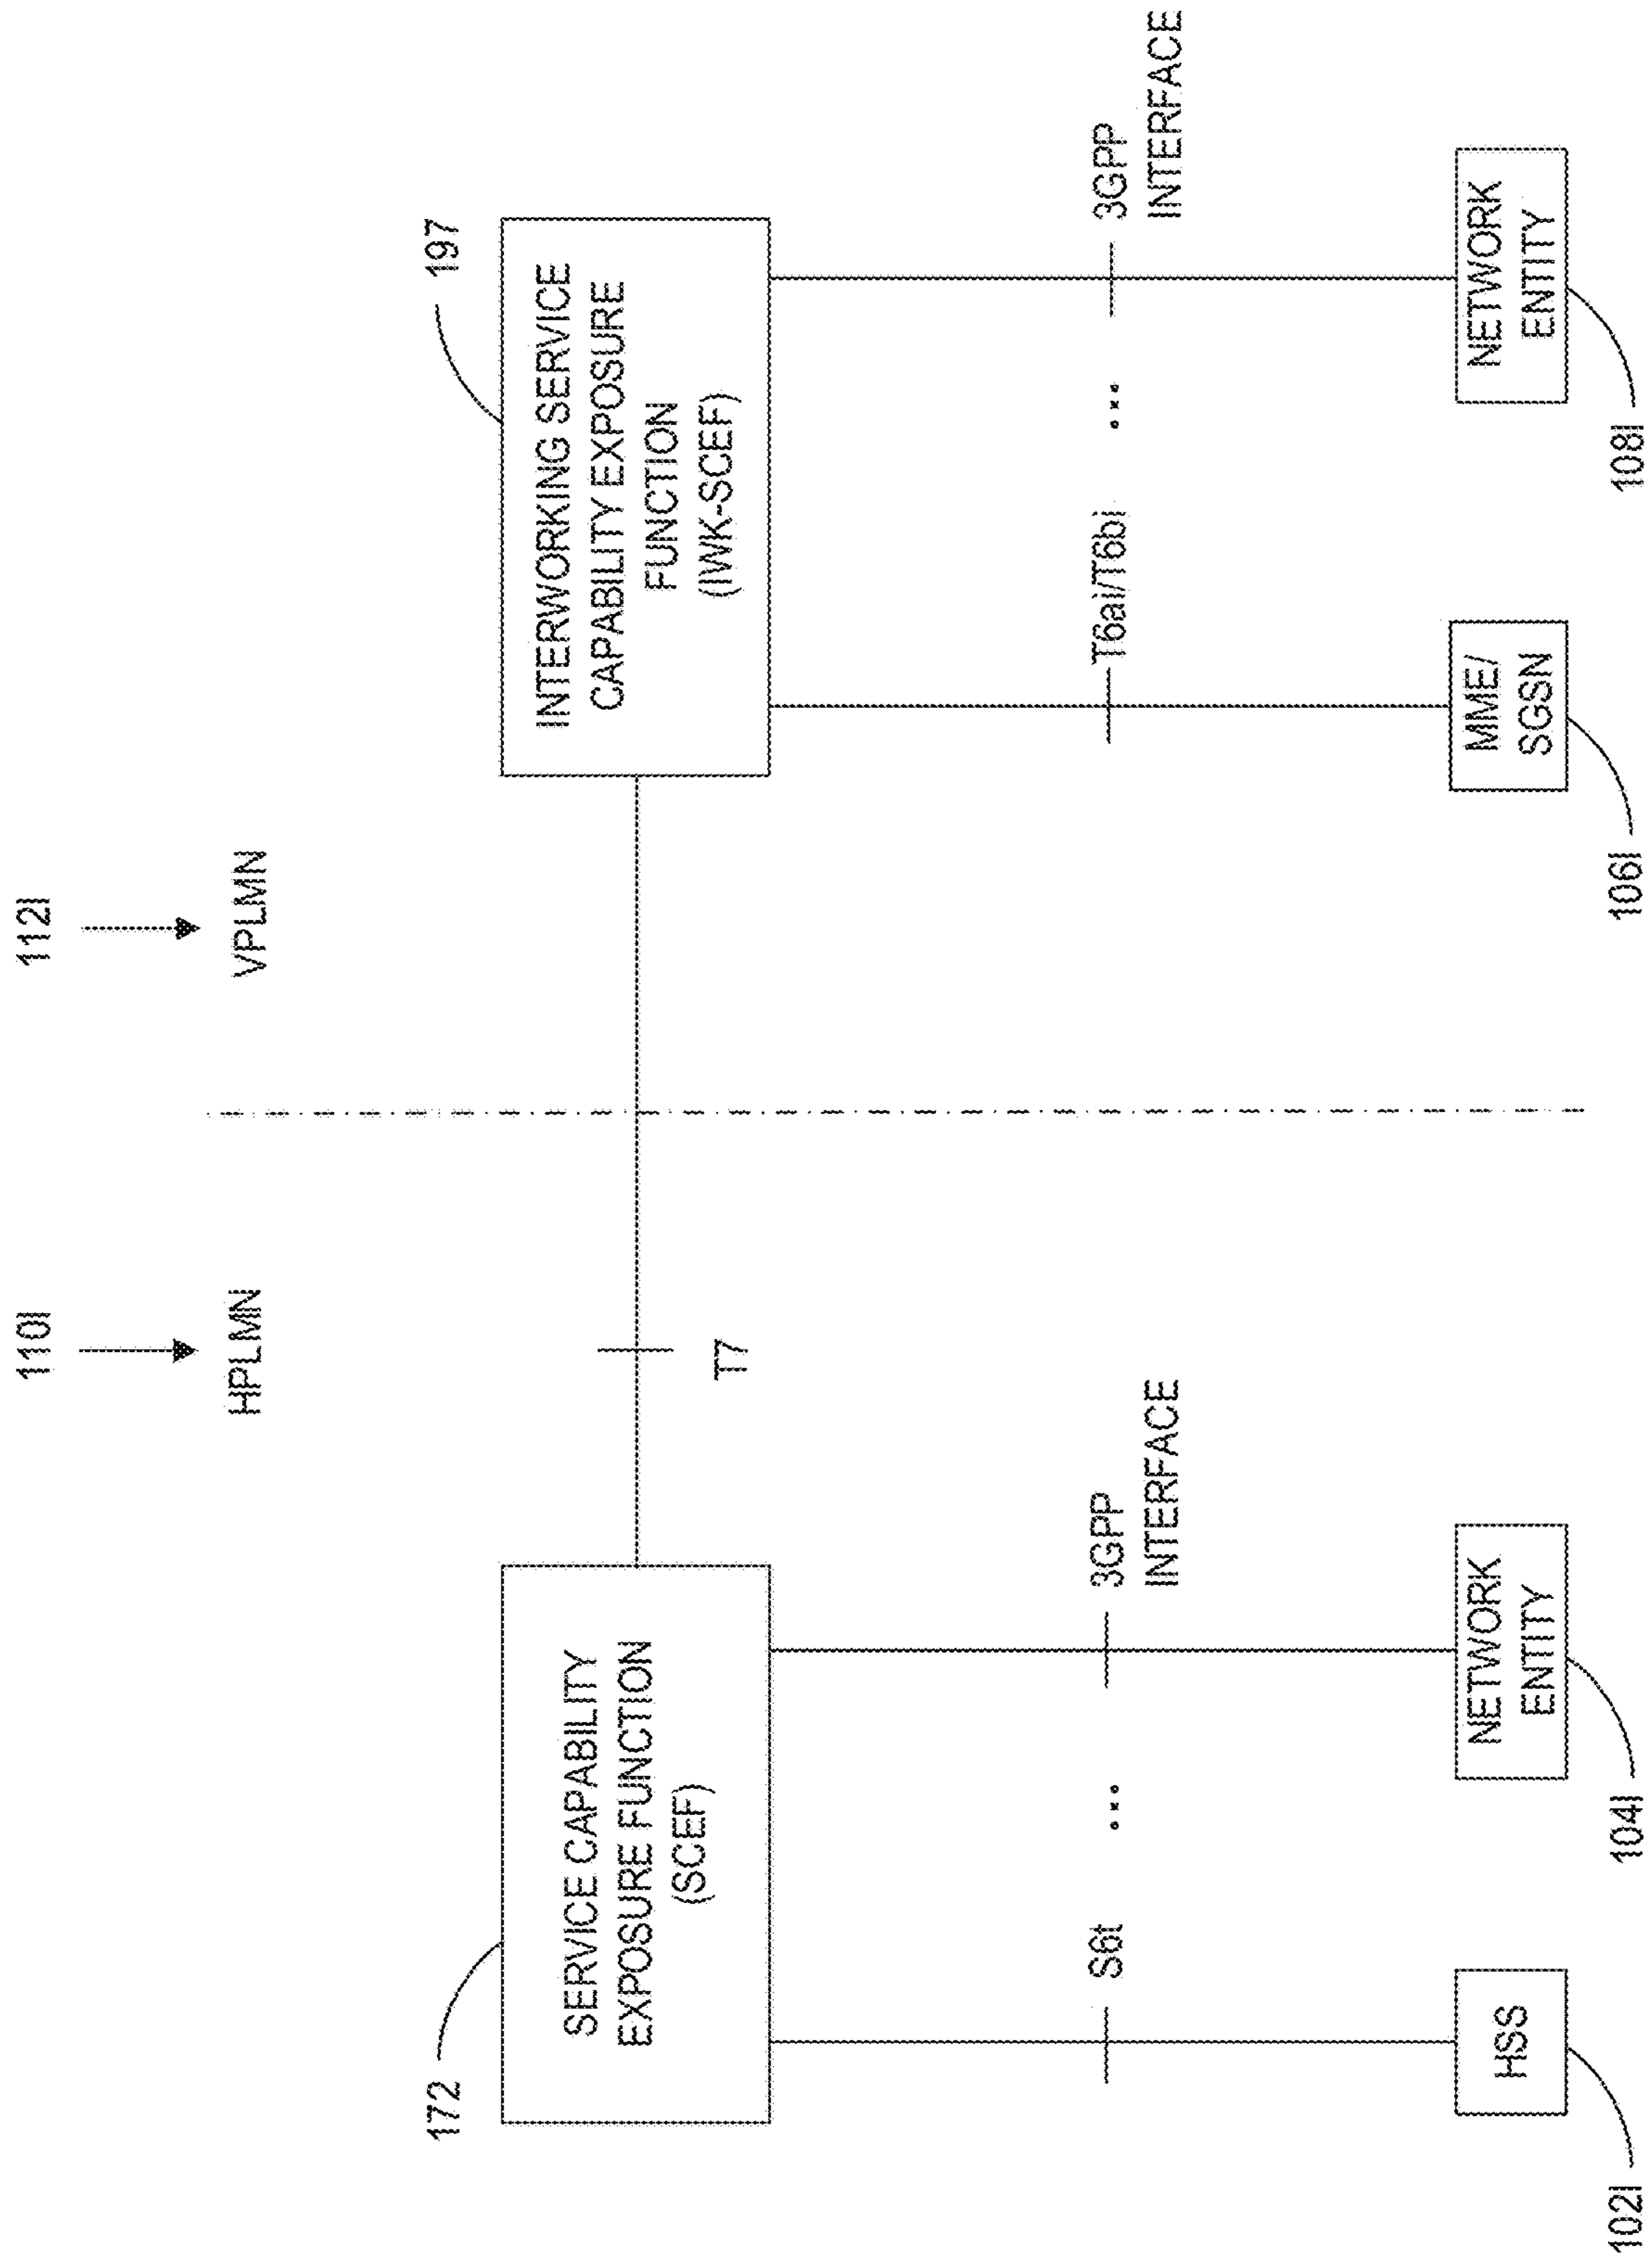 110I
HPLMN
112I
VPLMN
172
SERVICE CAPABILITY
EXPOSURE FUNCTION
(SCEF)
197
INTERWORKING SERVICE
CAPABILITY EXPOSURE
FUNCTION
(IWK-SCEF)
T7
S6t
...
3GPP
INTERFACE
T6ai/T6bi
...
3GPP
INTERFACE
HSS
NETWORK
ENTITY
MME/
SGSN
NETWORK
ENTITY
102I
104I
106I
108I